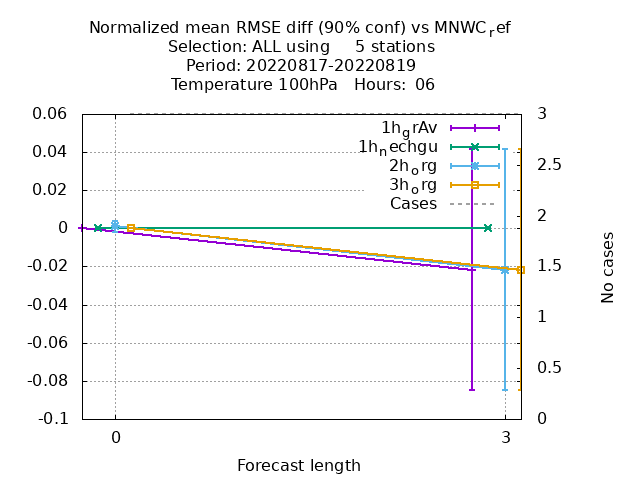 Normalized mean RMSE diff (90% conf) vs MNWC_ref
Selection: ALL using     5 stations
Period: 20220817-20220819
Temperature 100hPa   Hours:  06
0.06
0.04
0.02
0
-0.02
-0.04
-0.06
-0.08
-0.1
3
2.5
2
1.5
1
0.5
0
1h_grAv
1h_nechgu
2h_org
3h_org
Cases
No cases
0
3
Forecast length